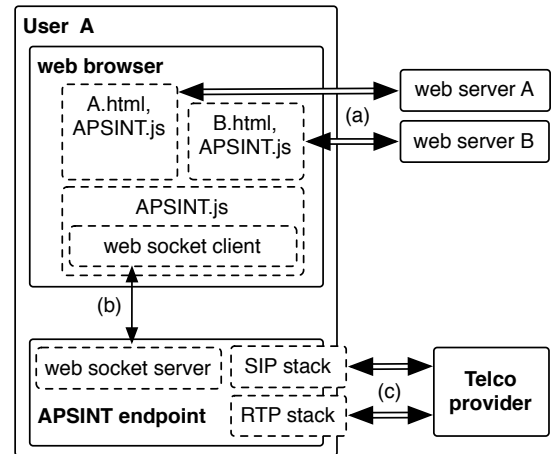 User A
web browser
A.html,
APSINT.js
B.html,
APSINT.js
(a)
web server A
web server B
APSINT.js
web socket client
(b)
web socket server
APSINT endpoint
SIP stack
RTP stack
(c)
Telco
provider